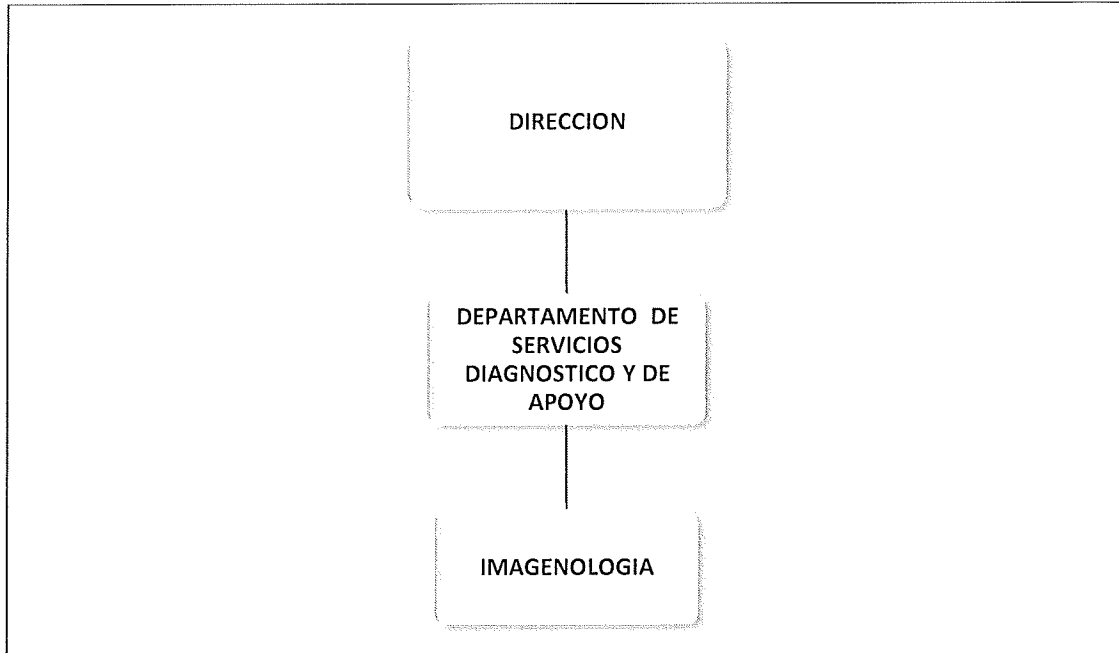 DIRECCION
DEPARTAMENTO DE
SERVICIOS
DIAGNOSTICO Y DE
APOYO
IMAGENOLOGIA